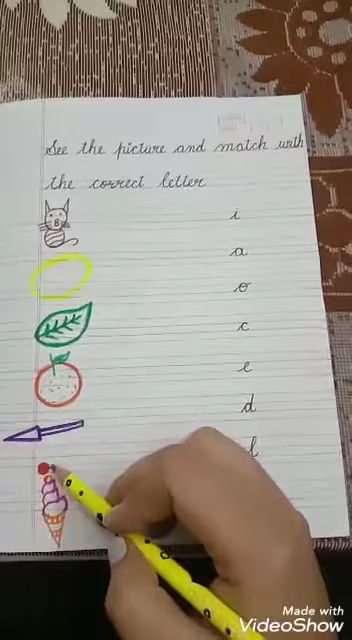 See the picture and match with
the correct letter
i
a
o
c
e
d
l
Made with
VideoShow